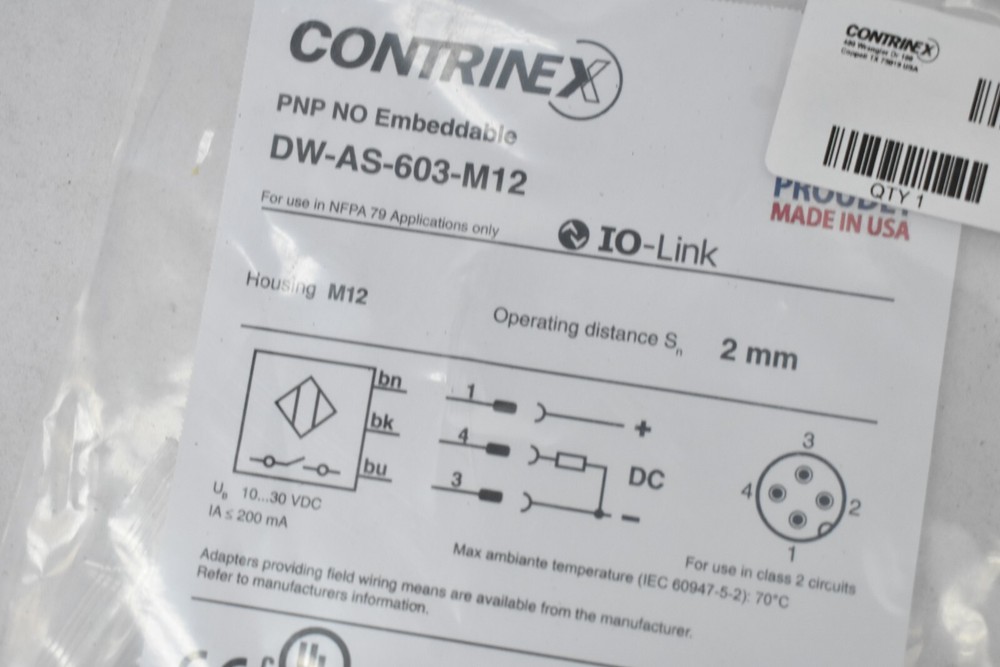 CONTRINEX
PNP NO Embeddable
DW-AS-603-M12
For use in NFPA 79 Applications only
IO-Link
CONTRINEX
QTY 1
PROUDLY
MADE IN USA
Housing M12
Operating distance Sn 2 mm
bn
bk
bu
1
4
3
+
DC
−
3
4
2
1
UB 10...30 VDC
IA ≤ 200 mA
Max ambiante temperature (IEC 60947-5-2): 70°C
For use in class 2 circuits
Adapters providing field wiring means are available from the manufacturer.
Refer to manufacturers information.